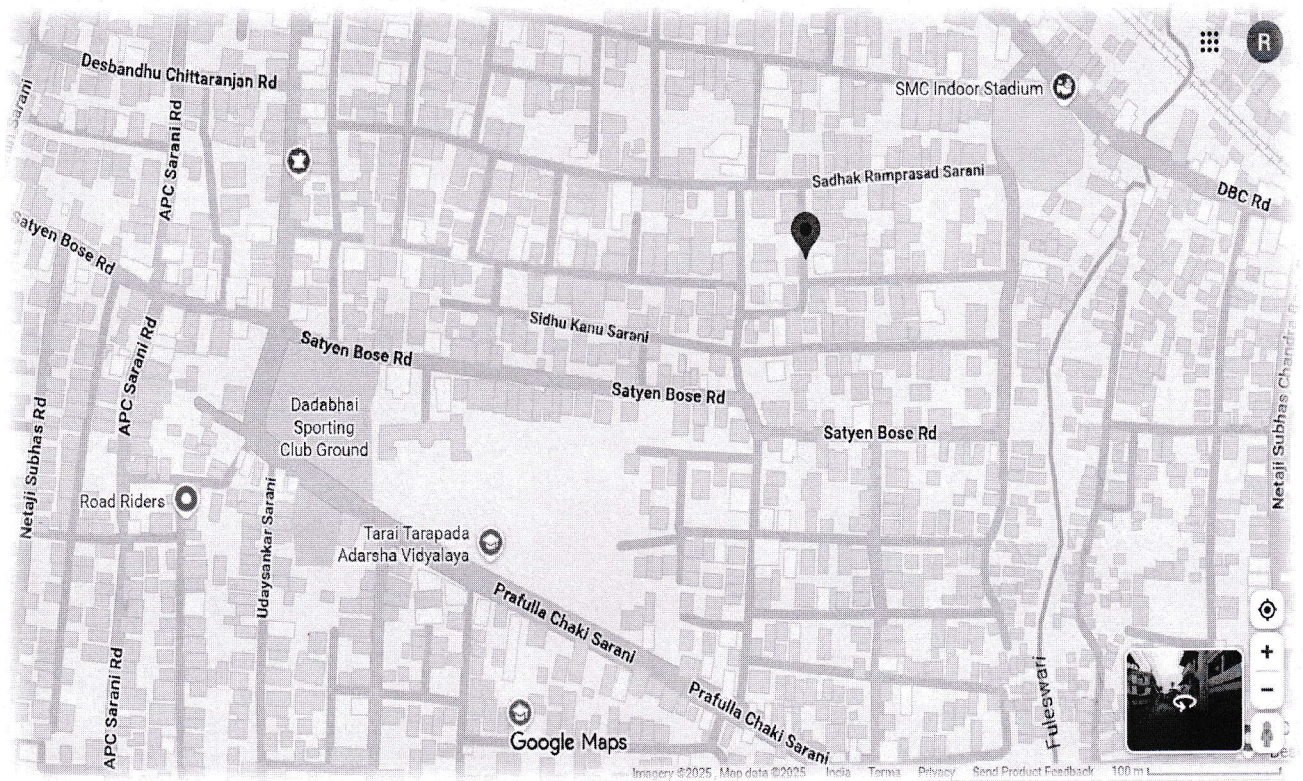 R
SMC Indoor Stadium
Desbandhu Chittaranjan Rd
APC Sarani Rd
Sadhak Ramprasad Sarani
DBC Rd
Satyen Bose Rd
Sidhu Kanu Sarani
APC Sarani Rd
Satyen Bose Rd
Satyen Bose Rd
Satyen Bose Rd
Dadabhai
Sporting
Club Ground
Netaji Subhas Rd
Netaji Subhas Chandra
Road Riders
Udaysankar Sarani
Tarai Tarapada
Adarsha Vidyalaya
Prafulla Chaki Sarani
Fuleswari
APC Sarani Rd
Prafulla Chaki Sarani
Google Maps
Imagery ©2025 , Map data ©2025 India Terms Privacy Send Product Feedback 100 m